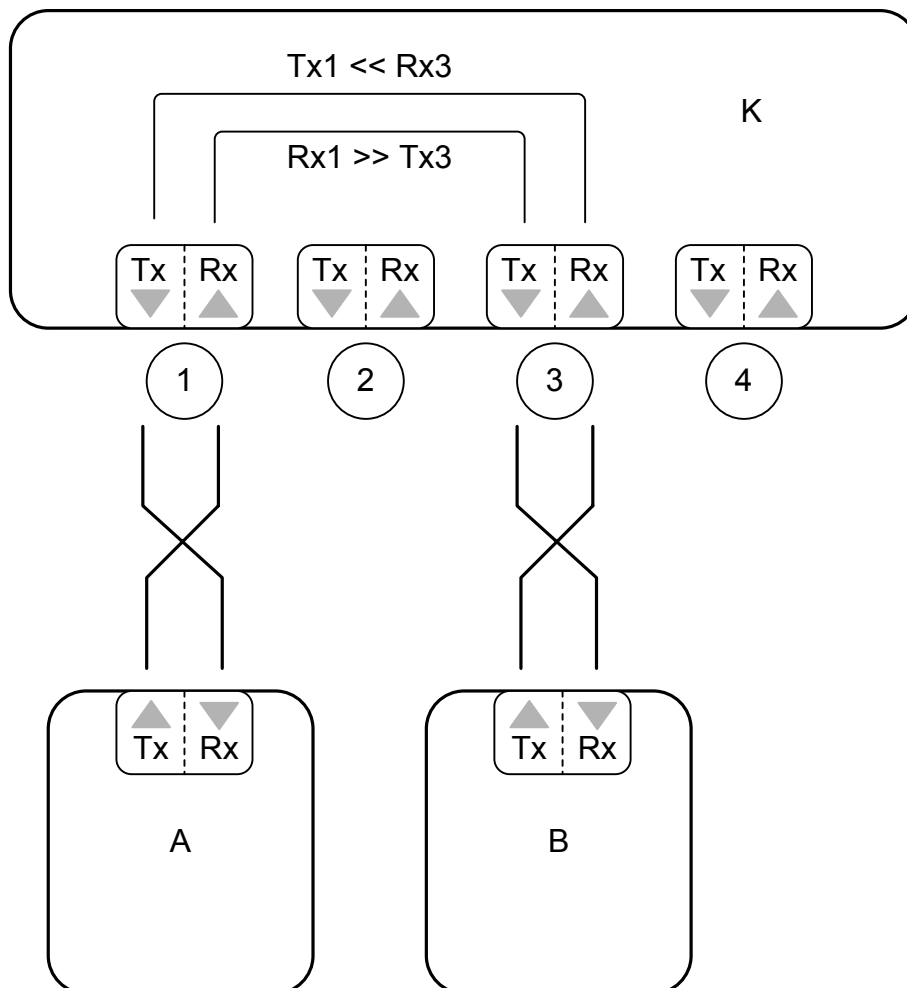 Tx1 << Rx3
K
Rx1 >> Tx3
Tx Rx Tx Rx Tx Rx Tx Rx
1 2 3 4
Tx Rx Tx Rx
A B